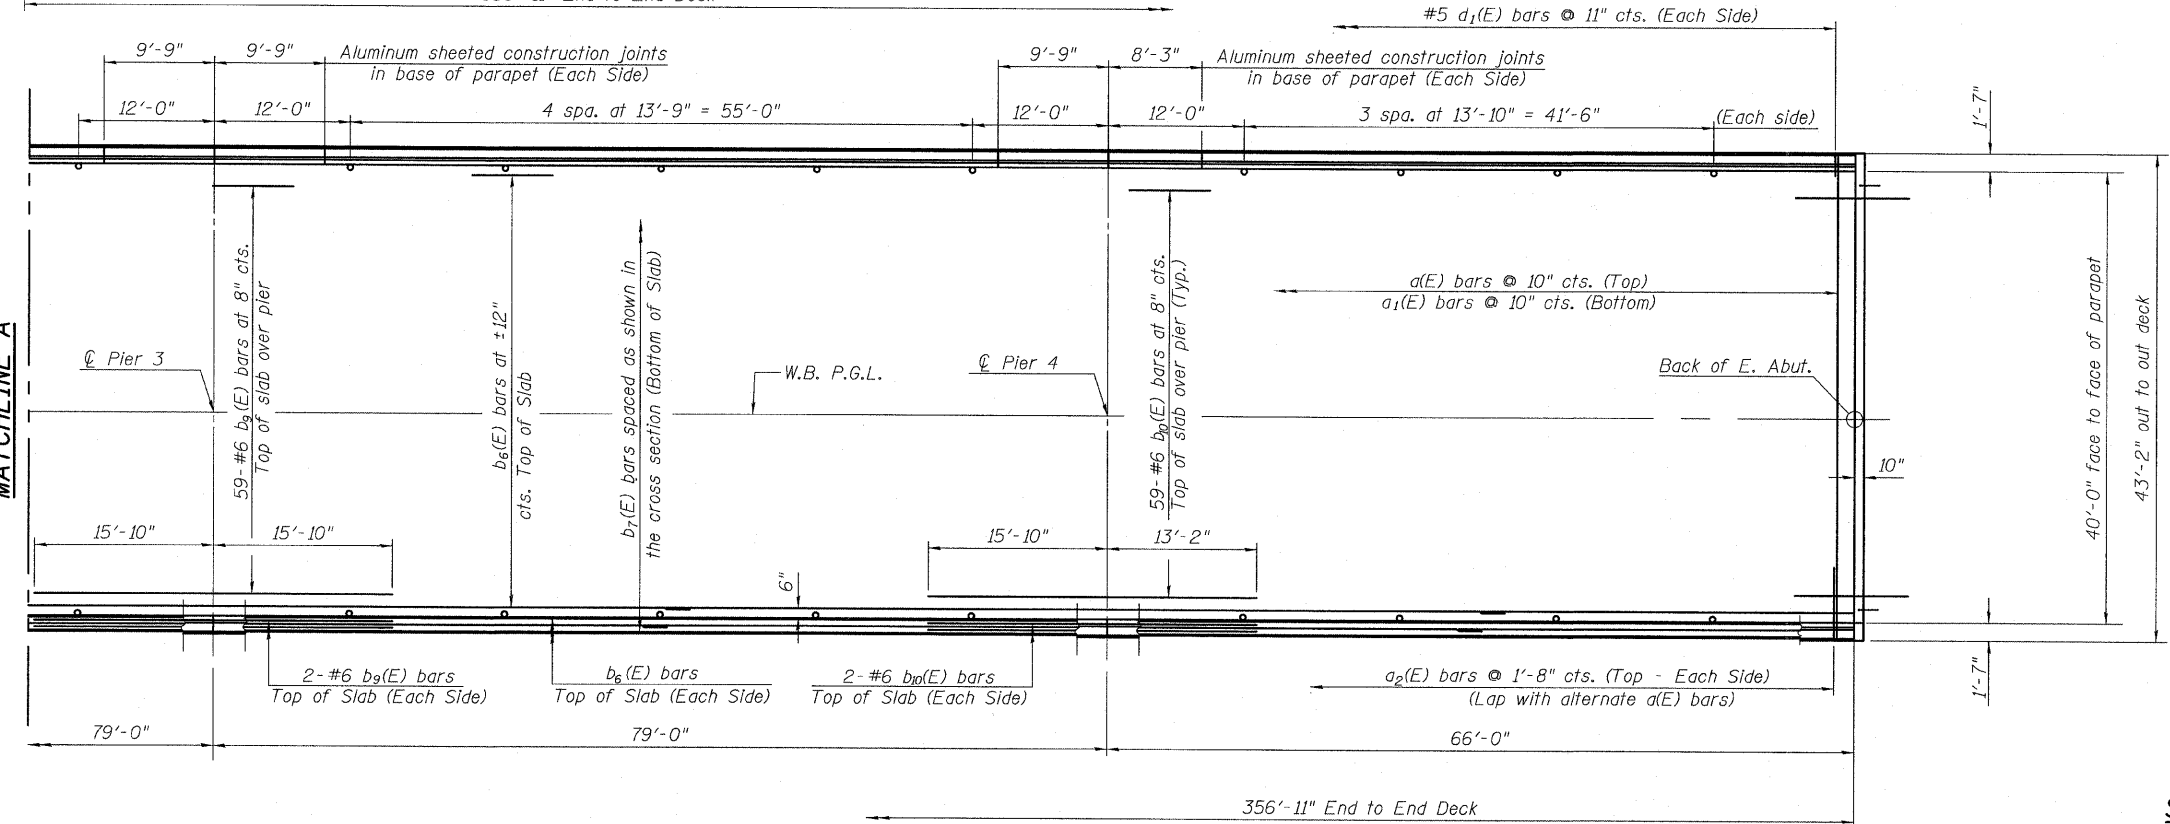 #5 d₁(E) bars @ 11" cts. (Each Side)
9'-9"
9'-9"
Aluminum sheeted construction joints
in base of parapet (Each Side)
9'-9"
8'-3"
Aluminum sheeted construction joints
in base of parapet (Each Side)
12'-0"
12'-0"
4 spa. at 13'-9" = 55'-0"
12'-0"
12'-0"
3 spa. at 13'-10" = 41'-6"
(Each side)
1'-7"
MATCHLINE A
59-#6 b₉(E) bars at 8" cts.
Top of slab over pier
b₆(E) bars at ±12"
cts. Top of Slab
b₇(E) bars spaced as shown in
the cross section (Bottom of Slab)
59-#6 b₁₀(E) bars at 8" cts.
Top of slab over pier (Typ.)
a(E) bars @ 10" cts. (Top)
a₁(E) bars @ 10" cts. (Bottom)
℄ Pier 3
W.B. P.G.L.
℄ Pier 4
Back of E. Abut.
10"
40'-0" face to face of parapet
43'-2" out to out deck
15'-10"
15'-10"
15'-10"
13'-2"
6"
2-#6 b₉(E) bars
Top of Slab (Each Side)
b₆(E) bars
Top of Slab (Each Side)
2-#6 b₁₀(E) bars
Top of Slab (Each Side)
a₂(E) bars @ 1'-8" cts. (Top - Each Side)
(Lap with alternate a(E) bars)
1'-7"
79'-0"
79'-0"
66'-0"
356'-11" End to End Deck